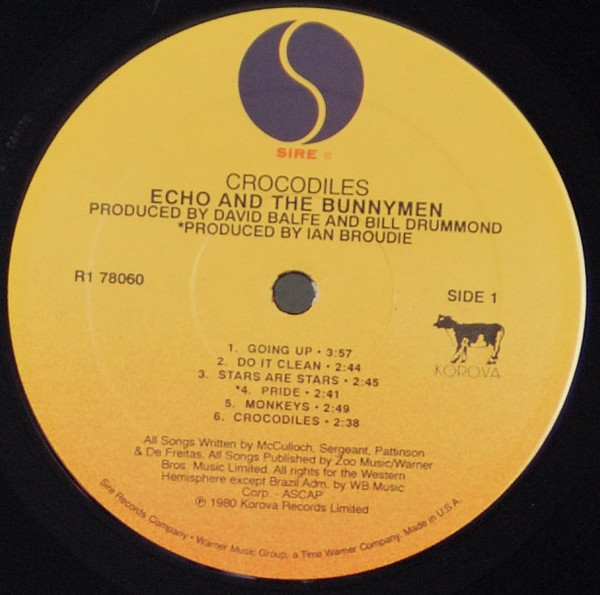 SIRE ®
CROCODILES
ECHO AND THE BUNNYMEN
PRODUCED BY DAVID BALFE AND BILL DRUMMOND
*PRODUCED BY IAN BROUDIE
R1 78060
SIDE 1
KOROVA
1. GOING UP • 3:57
2. DO IT CLEAN • 2:44
3. STARS ARE STARS • 2:45
*4. PRIDE • 2:41
5. MONKEYS • 2:49
6. CROCODILES • 2:38
All Songs Written by McCulloch, Sergeant, Pattinson
& De Freitas. All Songs Published by Zoo Music/Warner
Bros. Music Limited. All rights for the Western
Hemisphere except Brazil Adm. by WB Music
Corp. - ASCAP
℗ 1980 Korova Records Limited
Sire Records Company • Warner Music Group, a Time Warner Company. Made in U.S.A.